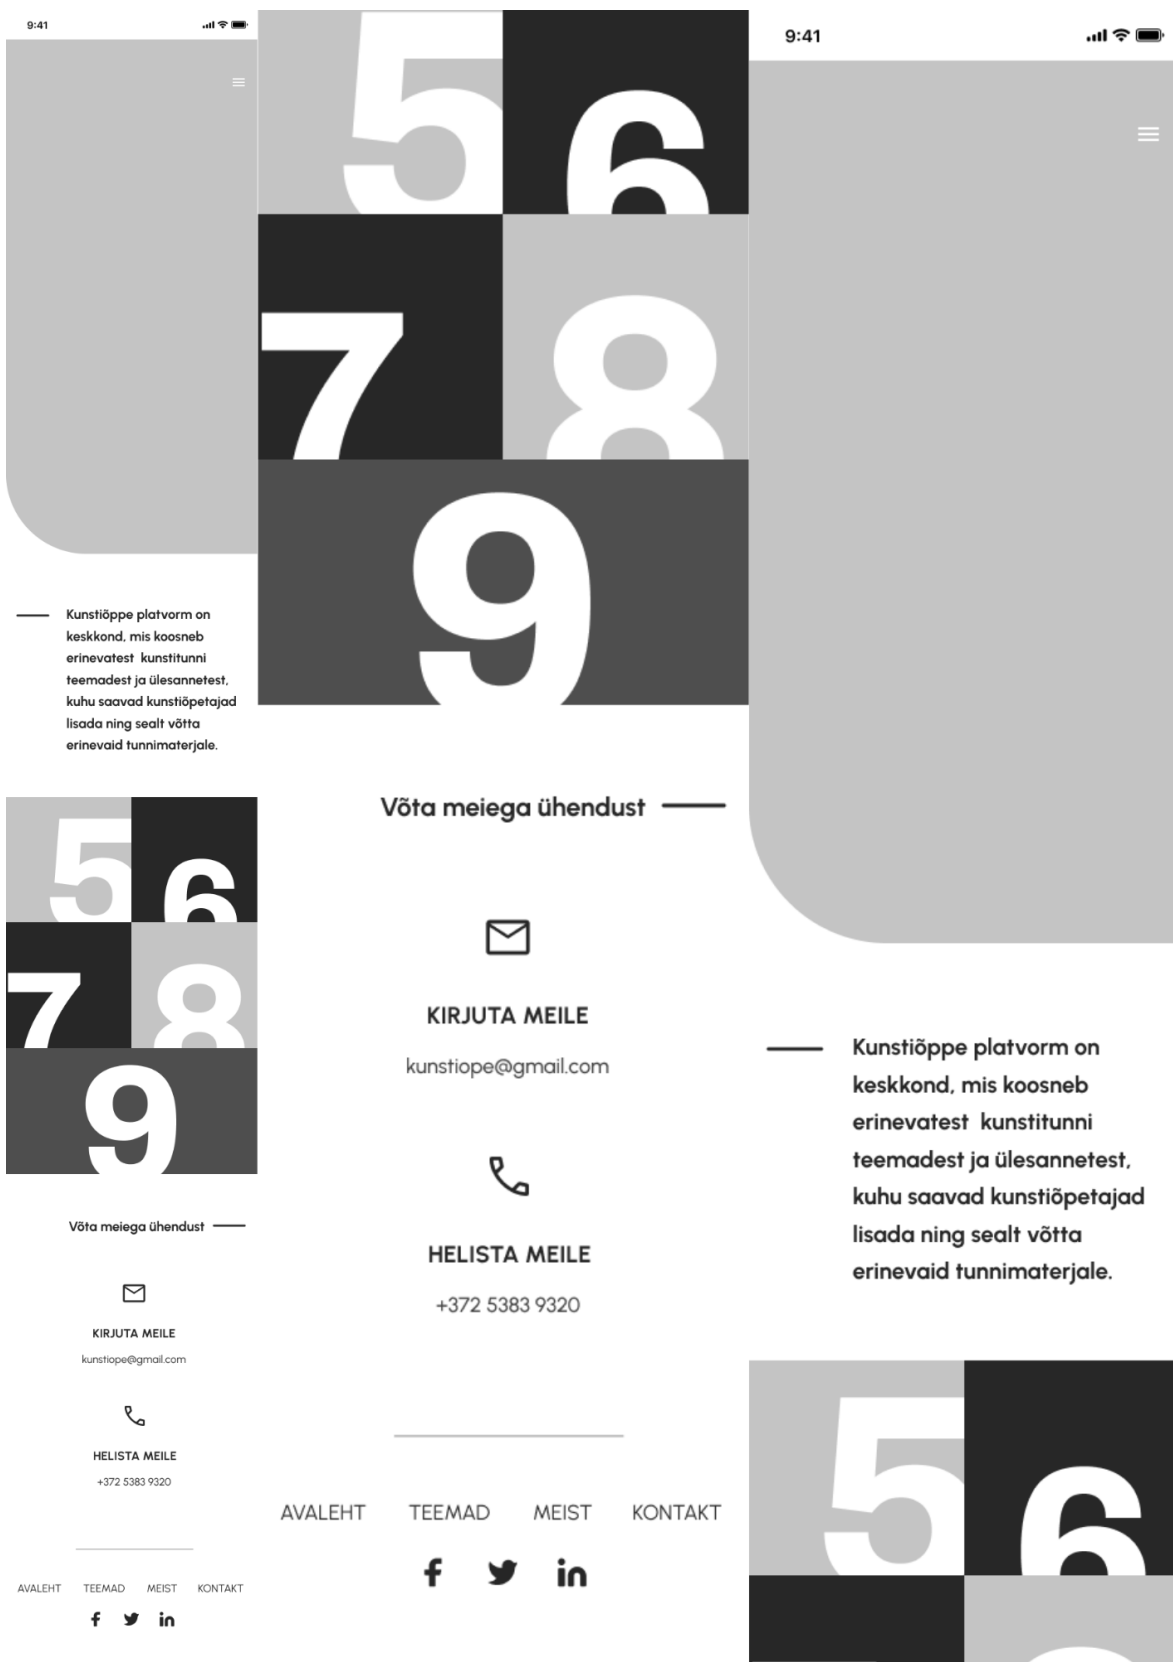 9:41
Kunstiõppe platvorm on
keskkond, mis koosneb
erinevatest  kunstitunni
teemadest ja ülesannetest,
kuhu saavad kunstiõpetajad
lisada ning sealt võtta
erinevaid tunnimaterjale.
5 6
7 8
9
Võta meiega ühendust
KIRJUTA MEILE
kunstiope@gmail.com
HELISTA MEILE
+372 5383 9320
AVALEHT TEEMAD MEIST KONTAKT
f in
5 6
7 8
9
Võta meiega ühendust
KIRJUTA MEILE
kunstiope@gmail.com
HELISTA MEILE
+372 5383 9320
AVALEHT TEEMAD MEIST KONTAKT
f in
9:41
Kunstiõppe platvorm on
keskkond, mis koosneb
erinevatest  kunstitunni
teemadest ja ülesannetest,
kuhu saavad kunstiõpetajad
lisada ning sealt võtta
erinevaid tunnimaterjale.
5 6